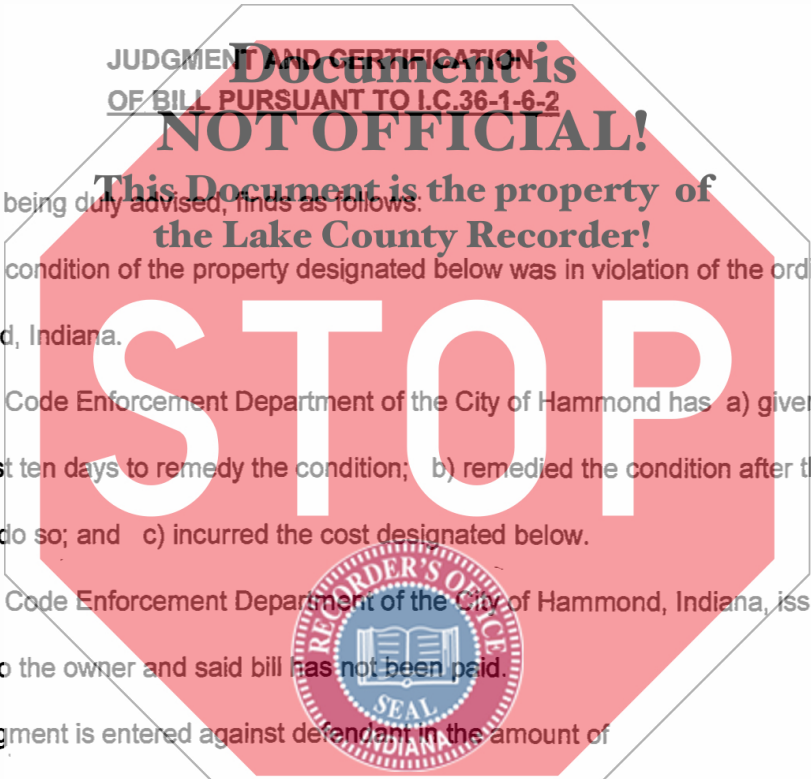 JUDGMENT AND CERTIFICATION
Document is
OF BILL PURSUANT TO I.C.36-1-6-2
NOT OFFICIAL!
This Document is the property of
being duly advised, finds as follows:
the Lake County Recorder!
condition of the property designated below was in violation of the ord
STOP
d, Indiana.
Code Enforcement Department of the City of Hammond has a) given
st ten days to remedy the condition; b) remedied the condition after th
do so; and c) incurred the cost designated below.
RECORDER'S OFFICE
Code Enforcement Department of the City of Hammond, Indiana, iss
o the owner and said bill has not been paid.
SEAL
INDIANA
gment is entered against defendant in the amount of